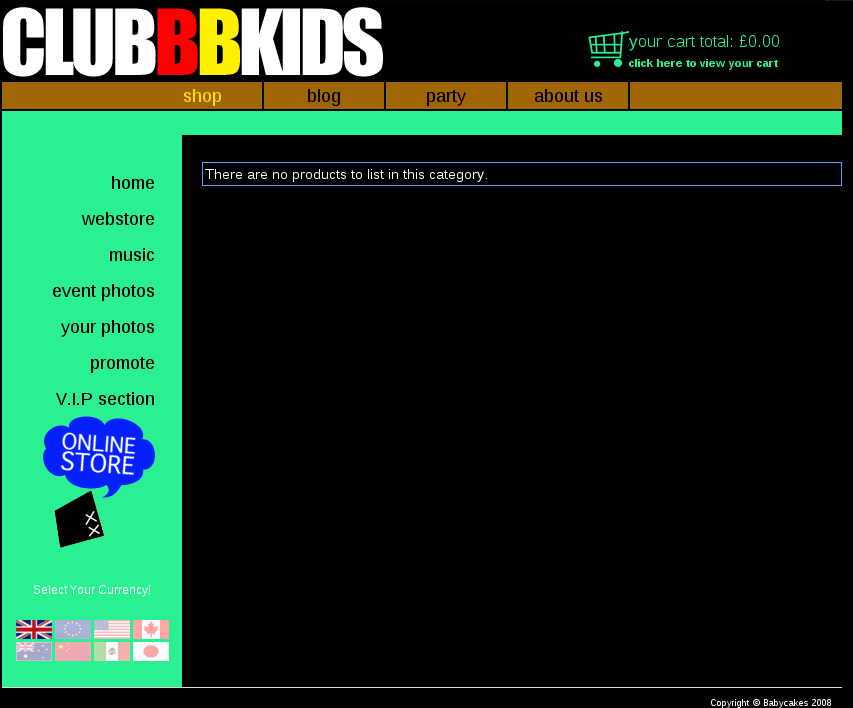 CLUBBBKIDS
your cart total: £0.00
click here to view your cart
shop blog party about us
There are no products to list in this category.
home
webstore
music
event photos
your photos
promote
V.I.P section
ONLINE
STORE
Select Your Currency!
Copyright © Babycakes 2008